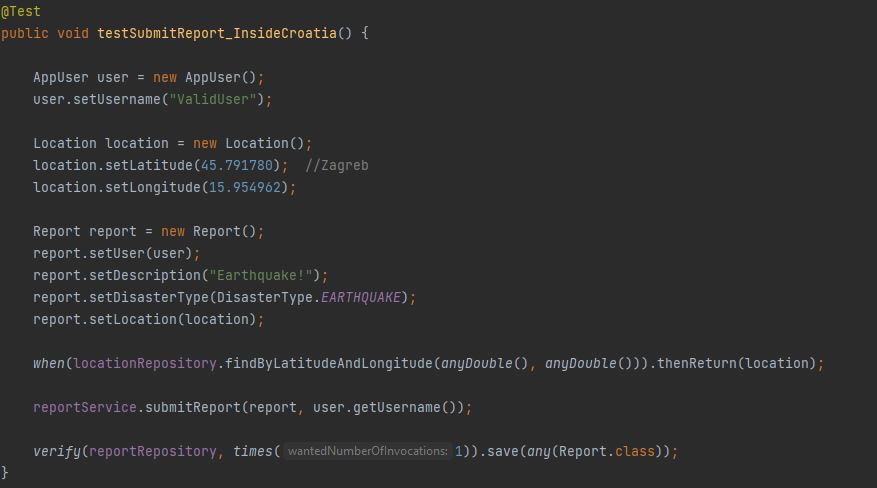 @Test
public void testSubmitReport_InsideCroatia() {
AppUser user = new AppUser();
user.setUsername("ValidUser");
Location location = new Location();
location.setLatitude(45.791780);  //Zagreb
location.setLongitude(15.954962);
Report report = new Report();
report.setUser(user);
report.setDescription("Earthquake!");
report.setDisasterType(DisasterType.EARTHQUAKE);
report.setLocation(location);
when(locationRepository.findByLatitudeAndLongitude(anyDouble(), anyDouble())).thenReturn(location);
reportService.submitReport(report, user.getUsername());
verify(reportRepository, times( wantedNumberOfInvocations: 1)).save(any(Report.class));
}